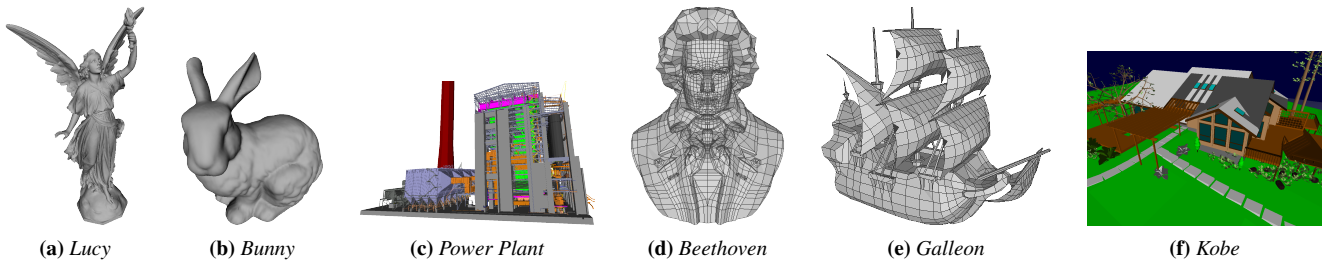 (a) Lucy
(b) Bunny
(c) Power Plant
(d) Beethoven
(e) Galleon
(f) Kobe